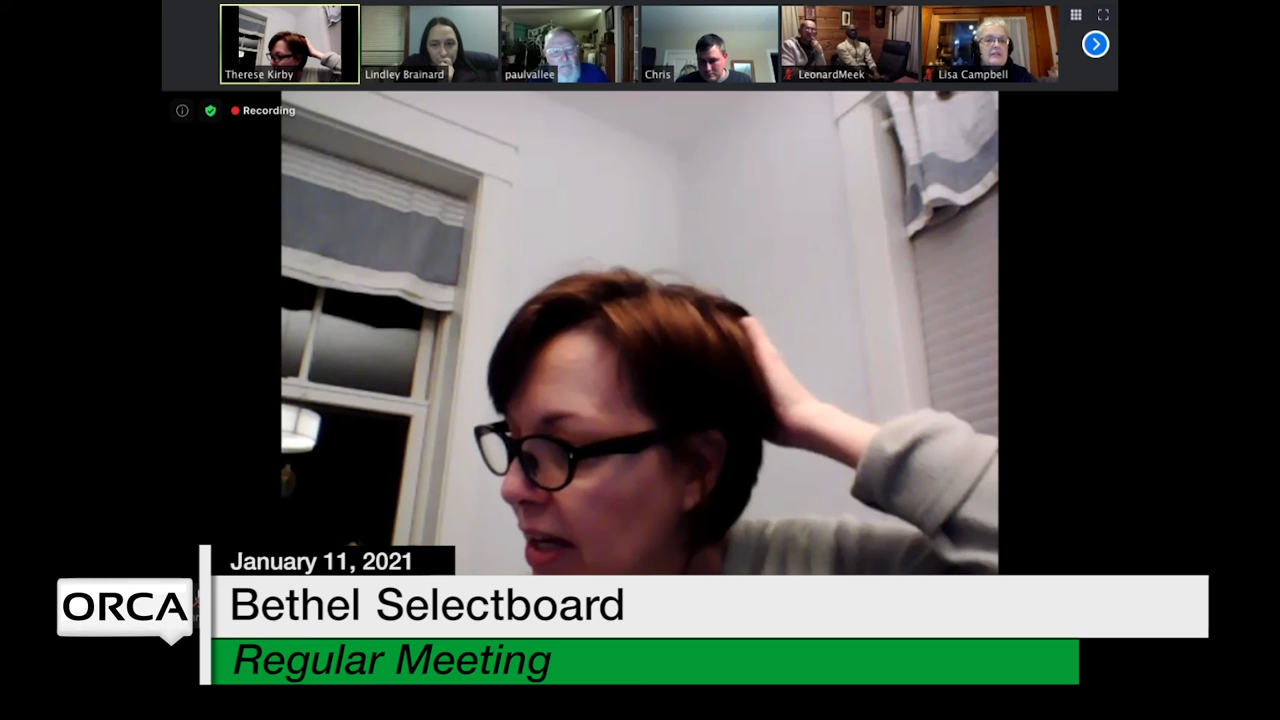 Therese Kirby
Lindley Brainard
paulvallee
Chris
LeonardMeek
Lisa Campbell
Recording
January 11, 2021
ORCA
Bethel Selectboard
Regular Meeting